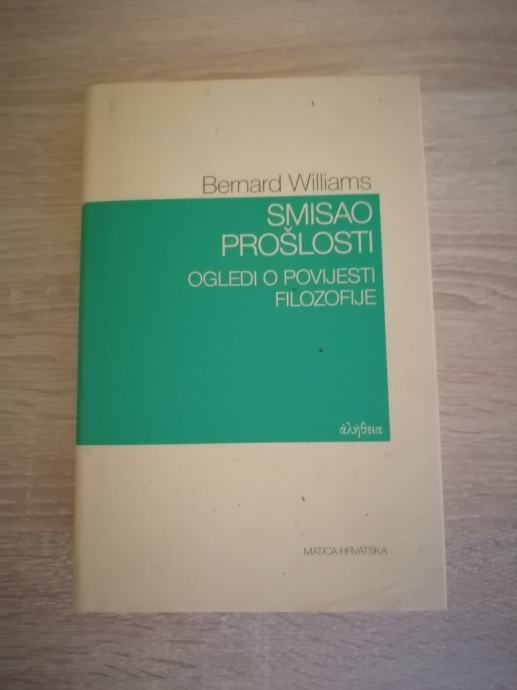 Bernard Williams
SMISAO
PROŠLOSTI
OGLEDI O POVIJESTI
FILOZOFIJE
ἀλήθεια
MATICA HRVATSKA